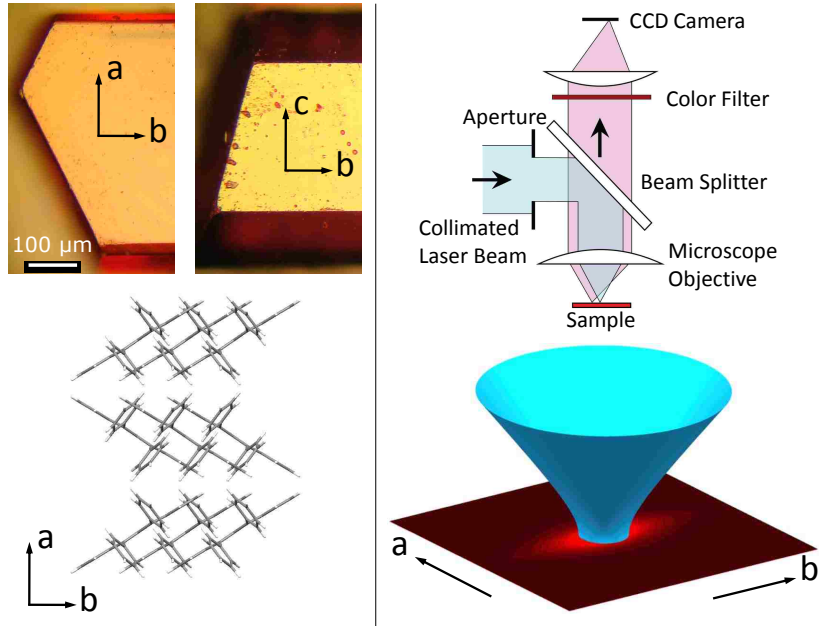 a
b
c
b
100 µm
a
b
CCD Camera
Color Filter
Aperture
Beam Splitter
Collimated
Laser Beam
Microscope
Objective
Sample
a
b